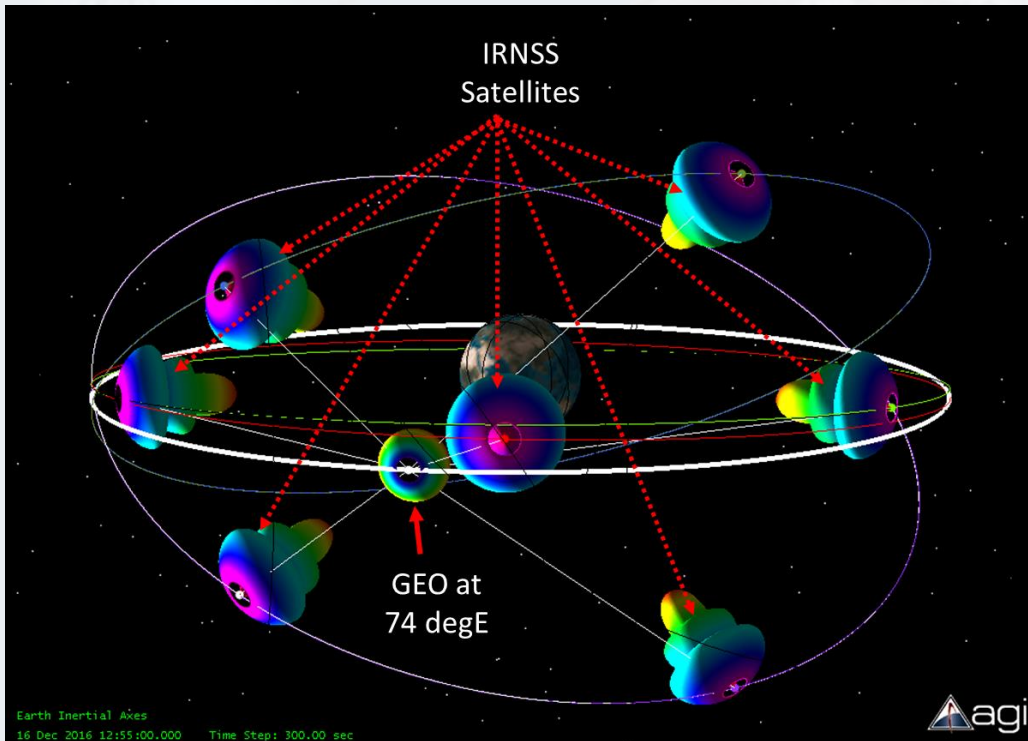 IRNSS
Satellites
GEO at
74 degE
Earth Inertial Axes
16 Dec 2016 12:55:00.000    Time Step: 300.00 sec
agi